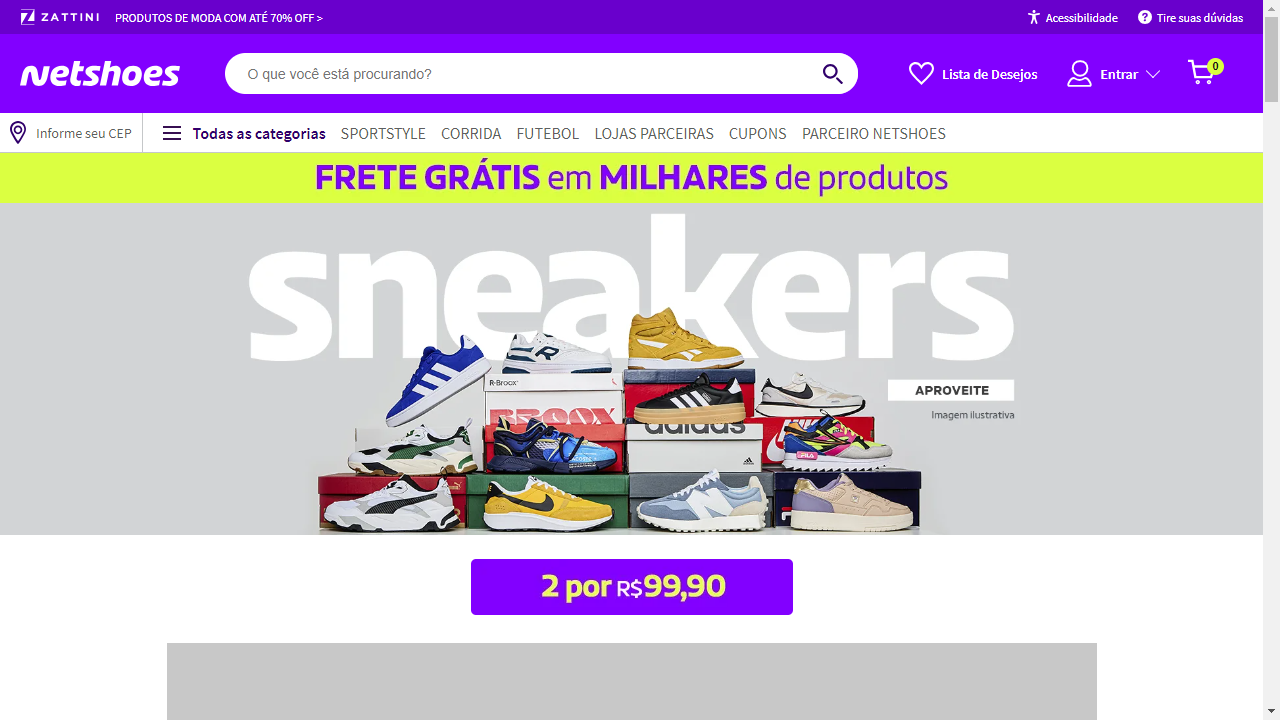 ZATTINI PRODUTOS DE MODA COM ATÉ 70% OFF > Acessibilidade Tire suas dúvidas
netshoes O que você está procurando? Lista de Desejos Entrar 0
Informe seu CEP Todas as categorias SPORTSTYLE CORRIDA FUTEBOL LOJAS PARCEIRAS CUPONS PARCEIRO NETSHOES
FRETE GRÁTIS em MILHARES de produtos
sneakers
R-Broox
APROVEITE
BROOX
Imagem ilustrativa
adidas
FILA
2 por R$99,90